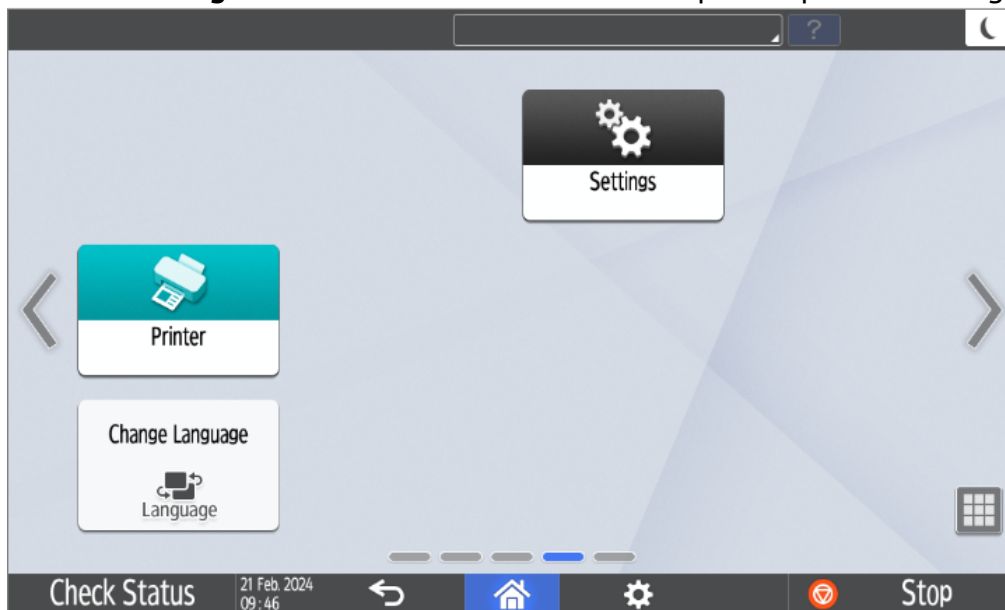 ?
Settings
Printer
Change Language
Language
Check Status
21 Feb. 2024
09:46
Stop